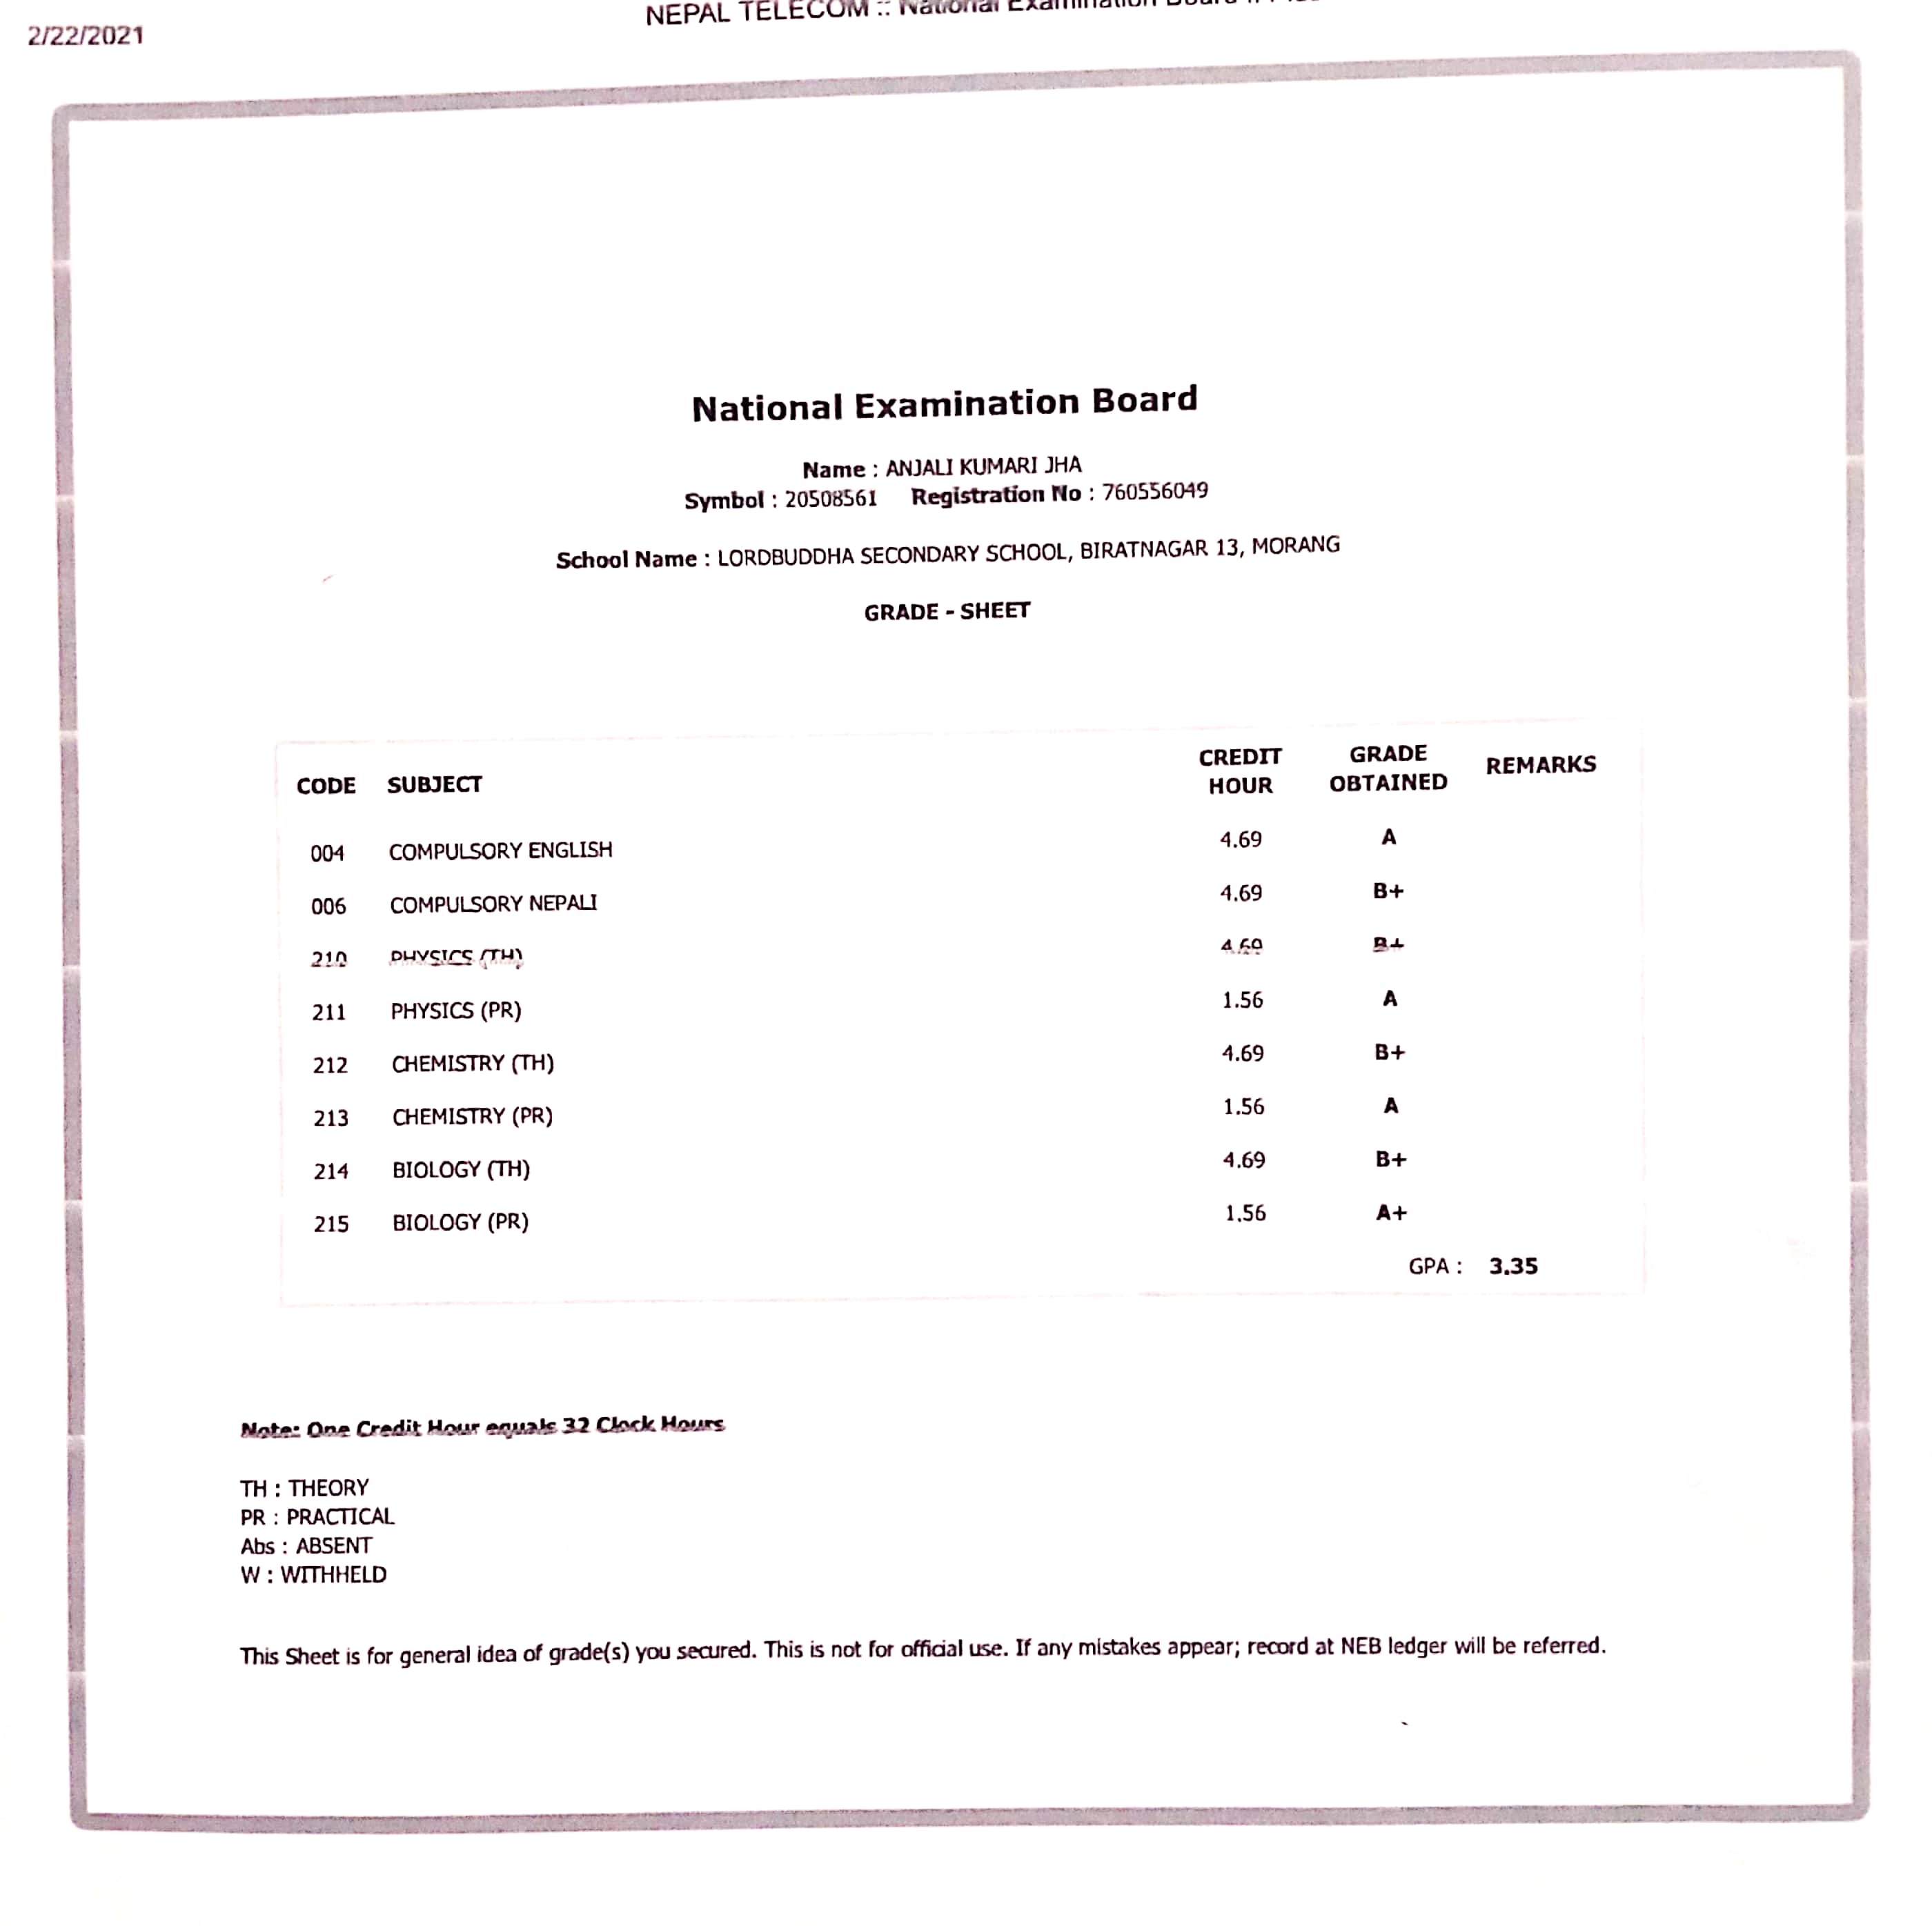 2/22/2021
NEPAL TELECOM :: National Examination Board ::
National Examination Board
Name : ANJALI KUMARI JHA
Symbol : 20508561 Registration No : 760556049
School Name : LORDBUDDHA SECONDARY SCHOOL, BIRATNAGAR 13, MORANG
GRADE - SHEET
CODE SUBJECT CREDIT HOUR GRADE OBTAINED REMARKS
004 COMPULSORY ENGLISH 4.69 A
006 COMPULSORY NEPALI 4.69 B+
210 PHYSICS (TH) 4.69 B+
211 PHYSICS (PR) 1.56 A
212 CHEMISTRY (TH) 4.69 B+
213 CHEMISTRY (PR) 1.56 A
214 BIOLOGY (TH) 4.69 B+
215 BIOLOGY (PR) 1.56 A+
GPA : 3.35
Note: One Credit Hour equals 32 Clock Hours
TH : THEORY
PR : PRACTICAL
Abs : ABSENT
W : WITHHELD
This Sheet is for general idea of grade(s) you secured. This is not for official use. If any mistakes appear; record at NEB ledger will be referred.